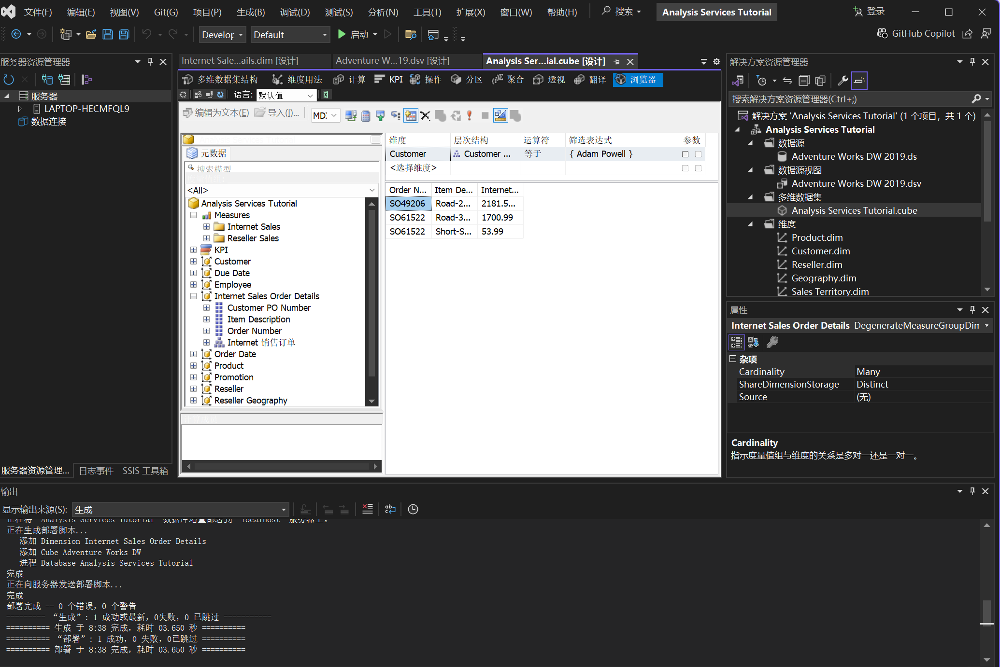 文件(F) 编辑(E) 视图(V) Git(G) 项目(P) 生成(B) 调试(D) 测试(S) 分析(N) 工具(T) 扩展(X) 窗口(W) 帮助(H) 搜索 Analysis Services Tutorial 登录
Develop Default 启动 GitHub Copilot
服务器资源管理器
服务器
LAPTOP-HECMFQL9
数据连接
服务器资源管理... 日志事件 SSIS 工具箱
Internet Sale...ails.dim [设计] Adventure W...19.dsv [设计] Analysis Ser...ial.cube [设计]
多维数据集结构 维度用法 计算 KPI 操作 分区 聚合 透视 翻译 浏览器
语言: 默认值
编辑为文本(E) 导入(I)... MDX
Analysis Services Tutorial
元数据
搜索模型
度量值组:
<All>
Analysis Services Tutorial
Measures
Internet Sales
Reseller Sales
KPI
Customer
Due Date
Employee
Internet Sales Order Details
Customer PO Number
Item Description
Order Number
Internet 销售订单
Order Date
Product
Promotion
Reseller
Reseller Geography
计算成员
维度 层次结构 运算符 筛选表达式 参数
Customer Customer ... 等于 { Adam Powell }
<选择维度>
Order N... Item De... Internet...
SO49206 Road-2... 2181.5...
SO61522 Road-3... 1700.99
SO61522 Short-S... 53.99
解决方案资源管理器
搜索解决方案资源管理器(Ctrl+;)
解决方案 'Analysis Services Tutorial' (1 个项目，共 1 个)
Analysis Services Tutorial
数据源
Adventure Works DW 2019.ds
数据源视图
Adventure Works DW 2019.dsv
多维数据集
Analysis Services Tutorial.cube
维度
Product.dim
Customer.dim
Reseller.dim
Geography.dim
Sales Territory.dim
属性
Internet Sales Order Details DegenerateMeasureGroupDin
杂项
Cardinality Many
ShareDimensionStorage Distinct
Source (无)
Cardinality
指示度量值组与维度的关系是多对一还是一对一。
输出
显示输出来源(S): 生成
正在将 "Analysis Services Tutorial" 数据库增量部署到 "localhost" 服务器上。
正在生成部署脚本...
添加 Dimension Internet Sales Order Details
添加 Cube Adventure Works DW
进程 Database Analysis Services Tutorial
完成
正在向服务器发送部署脚本...
完成
部署完成 -- 0 个错误，0 个警告
========= “生成”: 1 成功或最新，0失败，0 已跳过 ===========
========== 生成 于 8:38 完成，耗时 03.650 秒 ==========
========== “部署”: 1 成功，0 失败，0已跳过 ==========
========== 部署 于 8:38 完成，耗时 03.650 秒 ==========